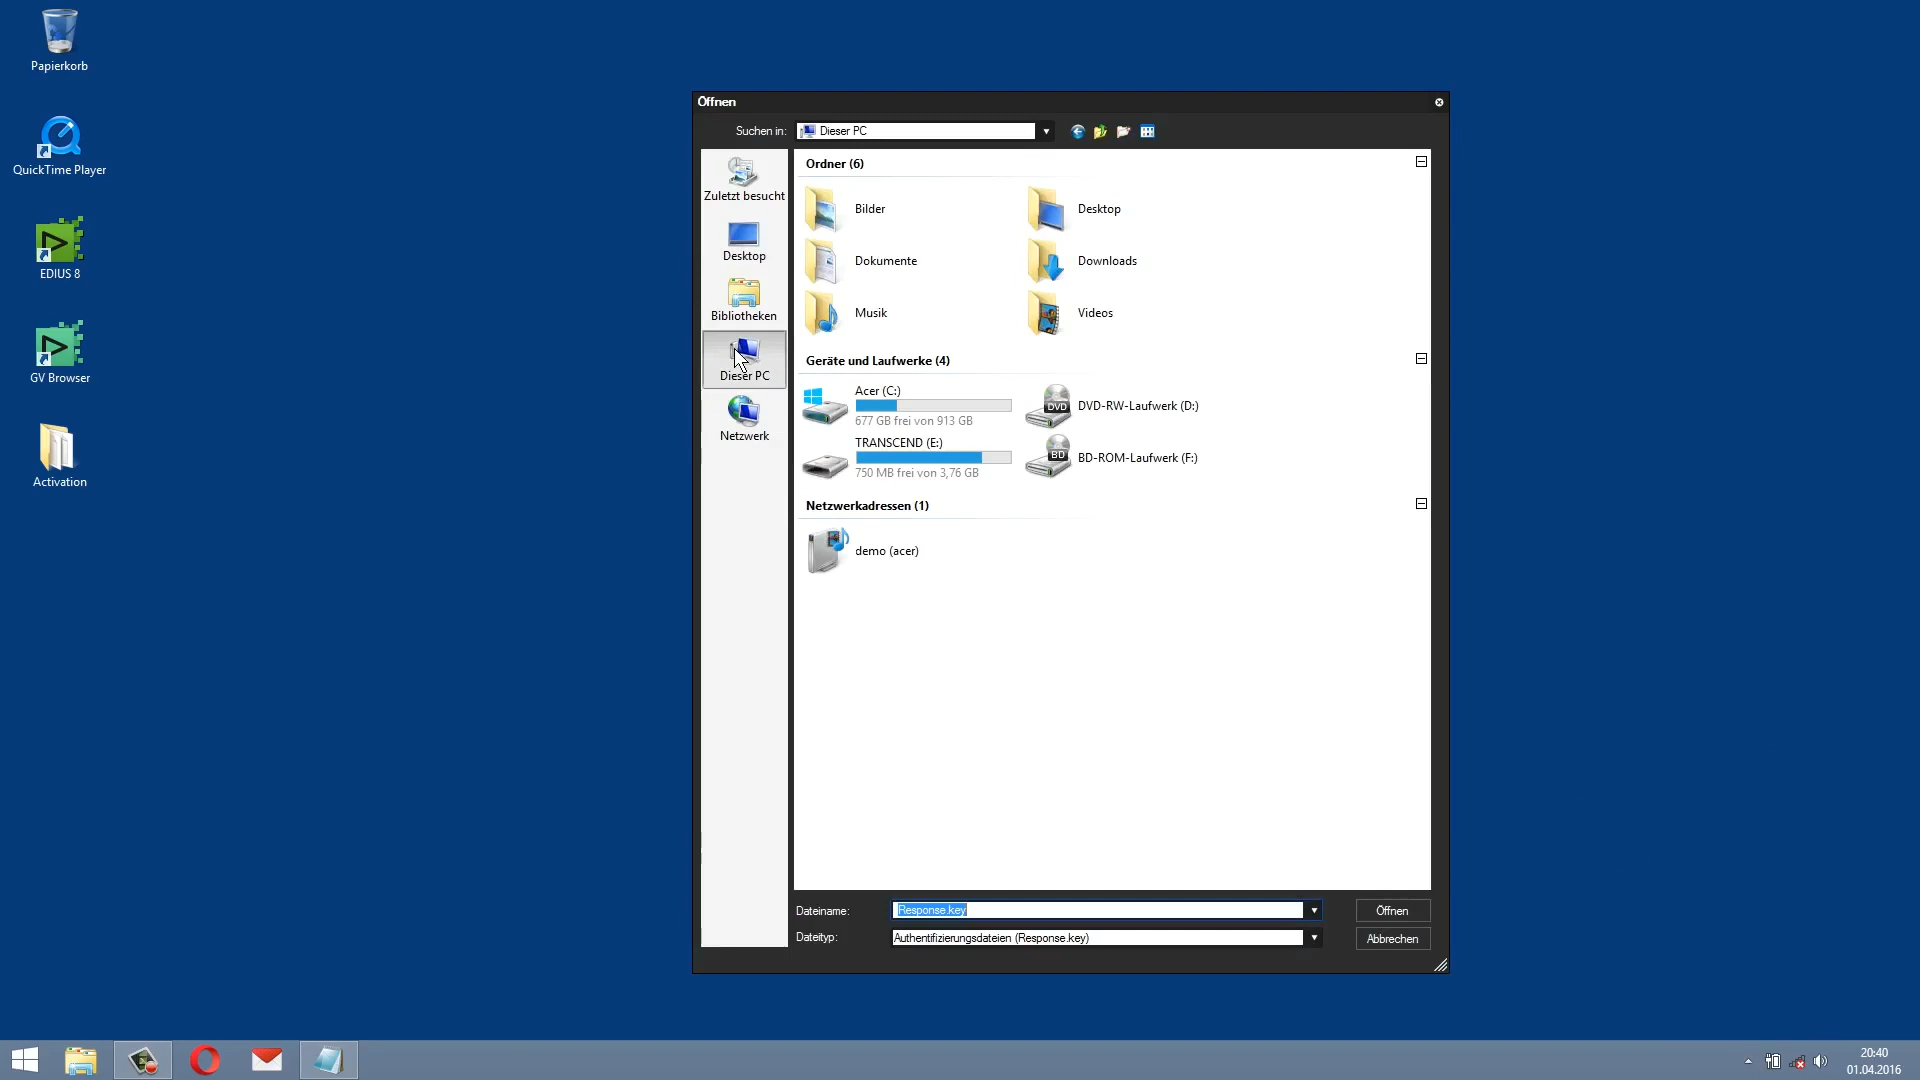 Papierkorb
QuickTime Player
EDIUS 8
GV Browser
Activation
Öffnen
Suchen in:
Dieser PC
Zuletzt besucht
Desktop
Bibliotheken
Dieser PC
Netzwerk
Ordner (6)
Bilder
Desktop
Dokumente
Downloads
Musik
Videos
Geräte und Laufwerke (4)
Acer (C:)
677 GB frei von 913 GB
DVD
DVD-RW-Laufwerk (D:)
TRANSCEND (E:)
750 MB frei von 3,76 GB
BD
BD-ROM-Laufwerk (F:)
Netzwerkadressen (1)
demo (acer)
Dateiname:
Response.key
Öffnen
Dateityp:
Authentifizierungsdateien (Response.key)
Abbrechen
20:40
01.04.2016